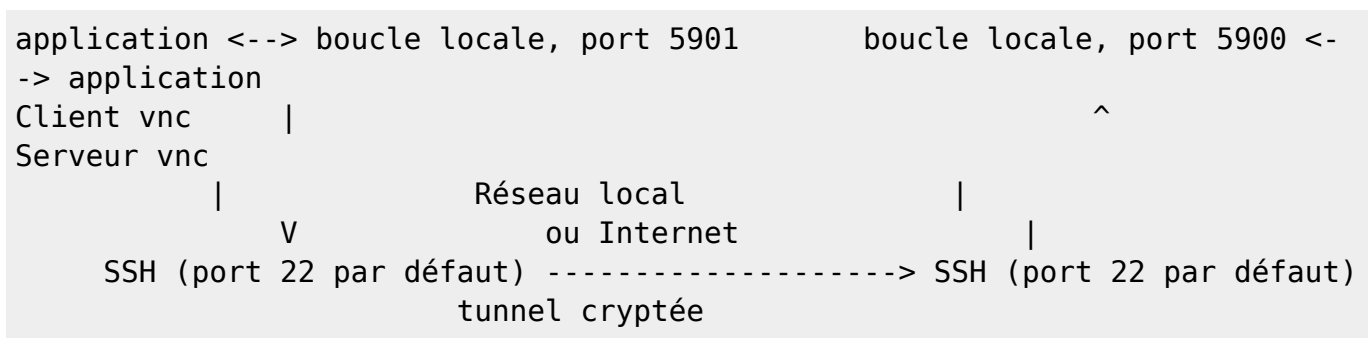 application <--> boucle locale, port 5901        boucle locale, port 5900 <-
-> application
Client vnc     |                                             ^
Serveur vnc
           |              Réseau local               |
               V              ou Internet                |
     SSH (port 22 par défaut) --------------------> SSH (port 22 par défaut)
                         tunnel cryptée